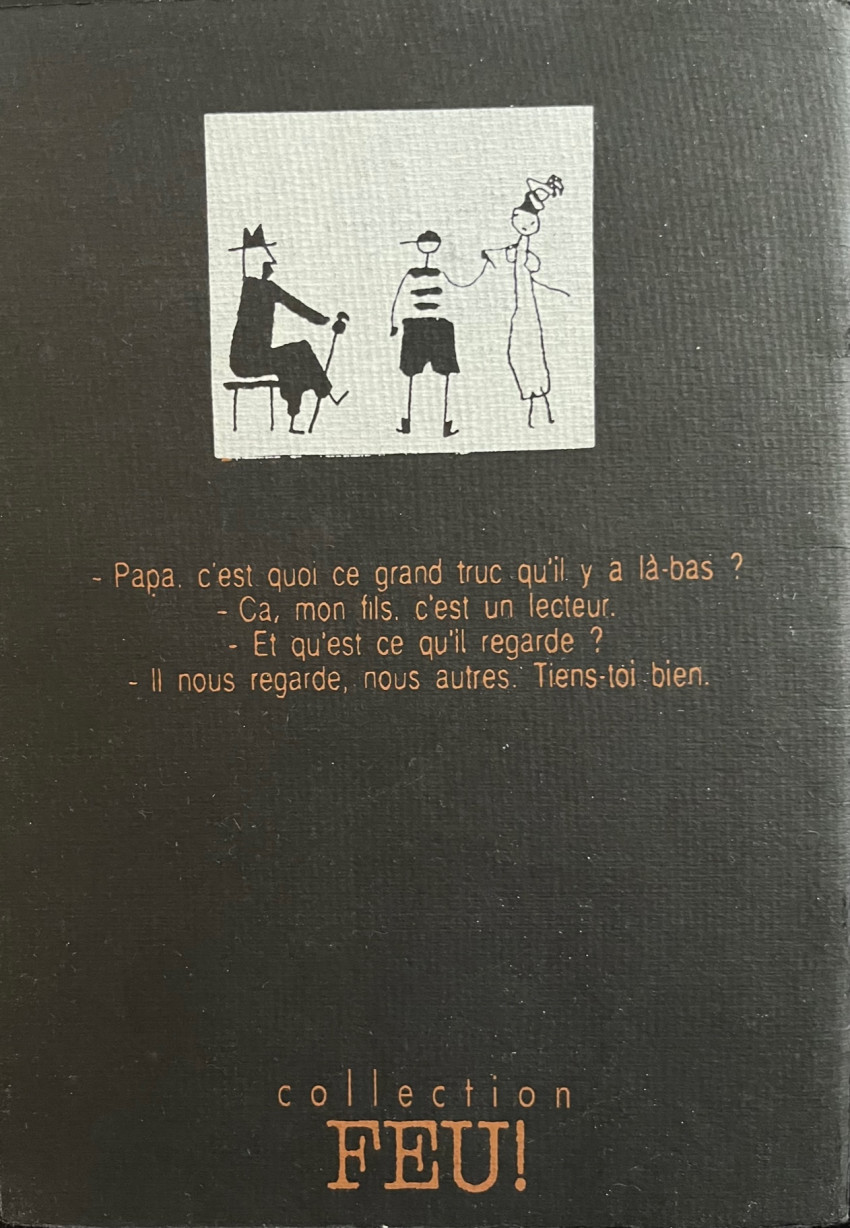 - Papa, c'est quoi ce grand truc qu'il y a là-bas ?
- Ca, mon fils, c'est un lecteur.
- Et qu'est ce qu'il regarde ?
- Il nous regarde, nous autres. Tiens-toi bien.
collection
FEU!